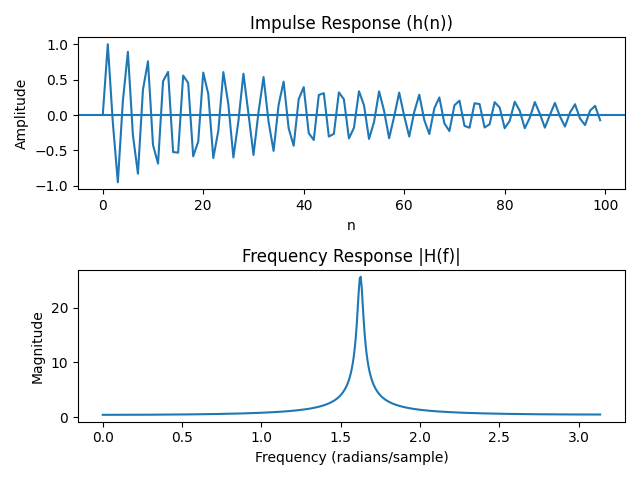 Impulse Response (h(n))
1.0
0.5
0.0
−0.5
−1.0
Amplitude
0 20 40 60 80 100
n
Frequency Response |H(f)|
20
10
0
Magnitude
0.0 0.5 1.0 1.5 2.0 2.5 3.0
Frequency (radians/sample)